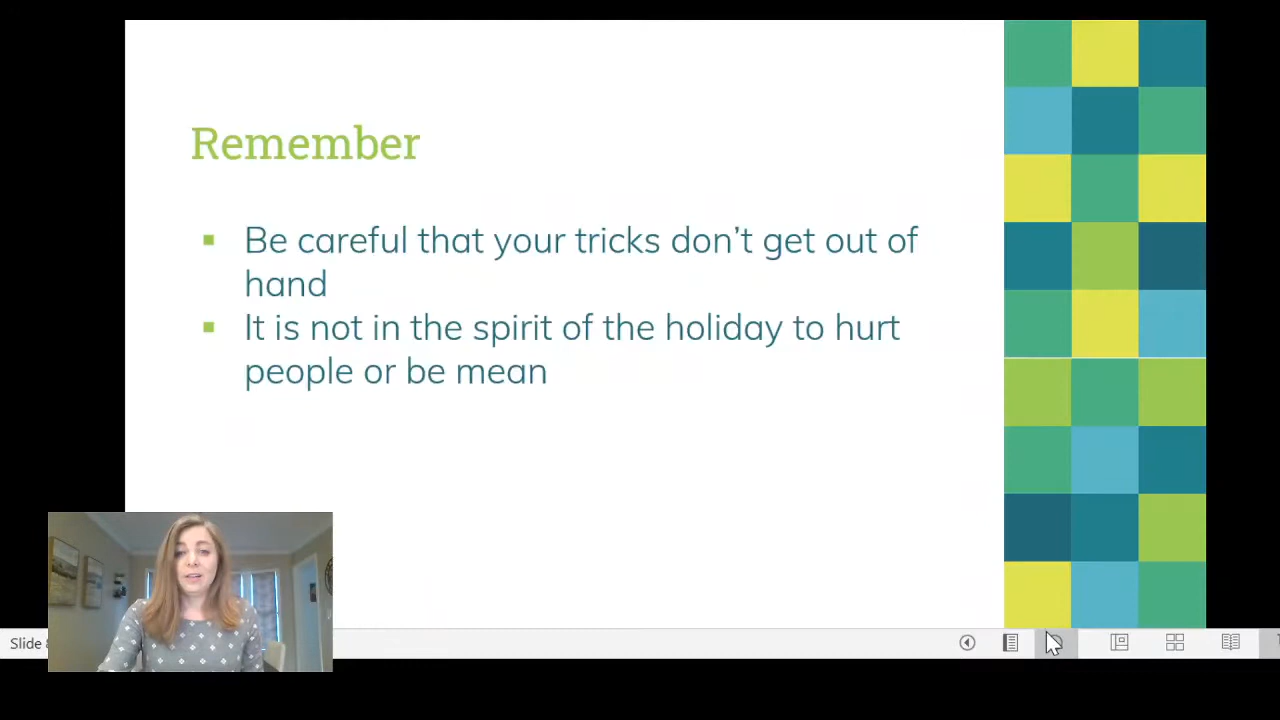 Remember
▪ Be careful that your tricks don’t get out of
hand
▪ It is not in the spirit of the holiday to hurt
people or be mean
Slide